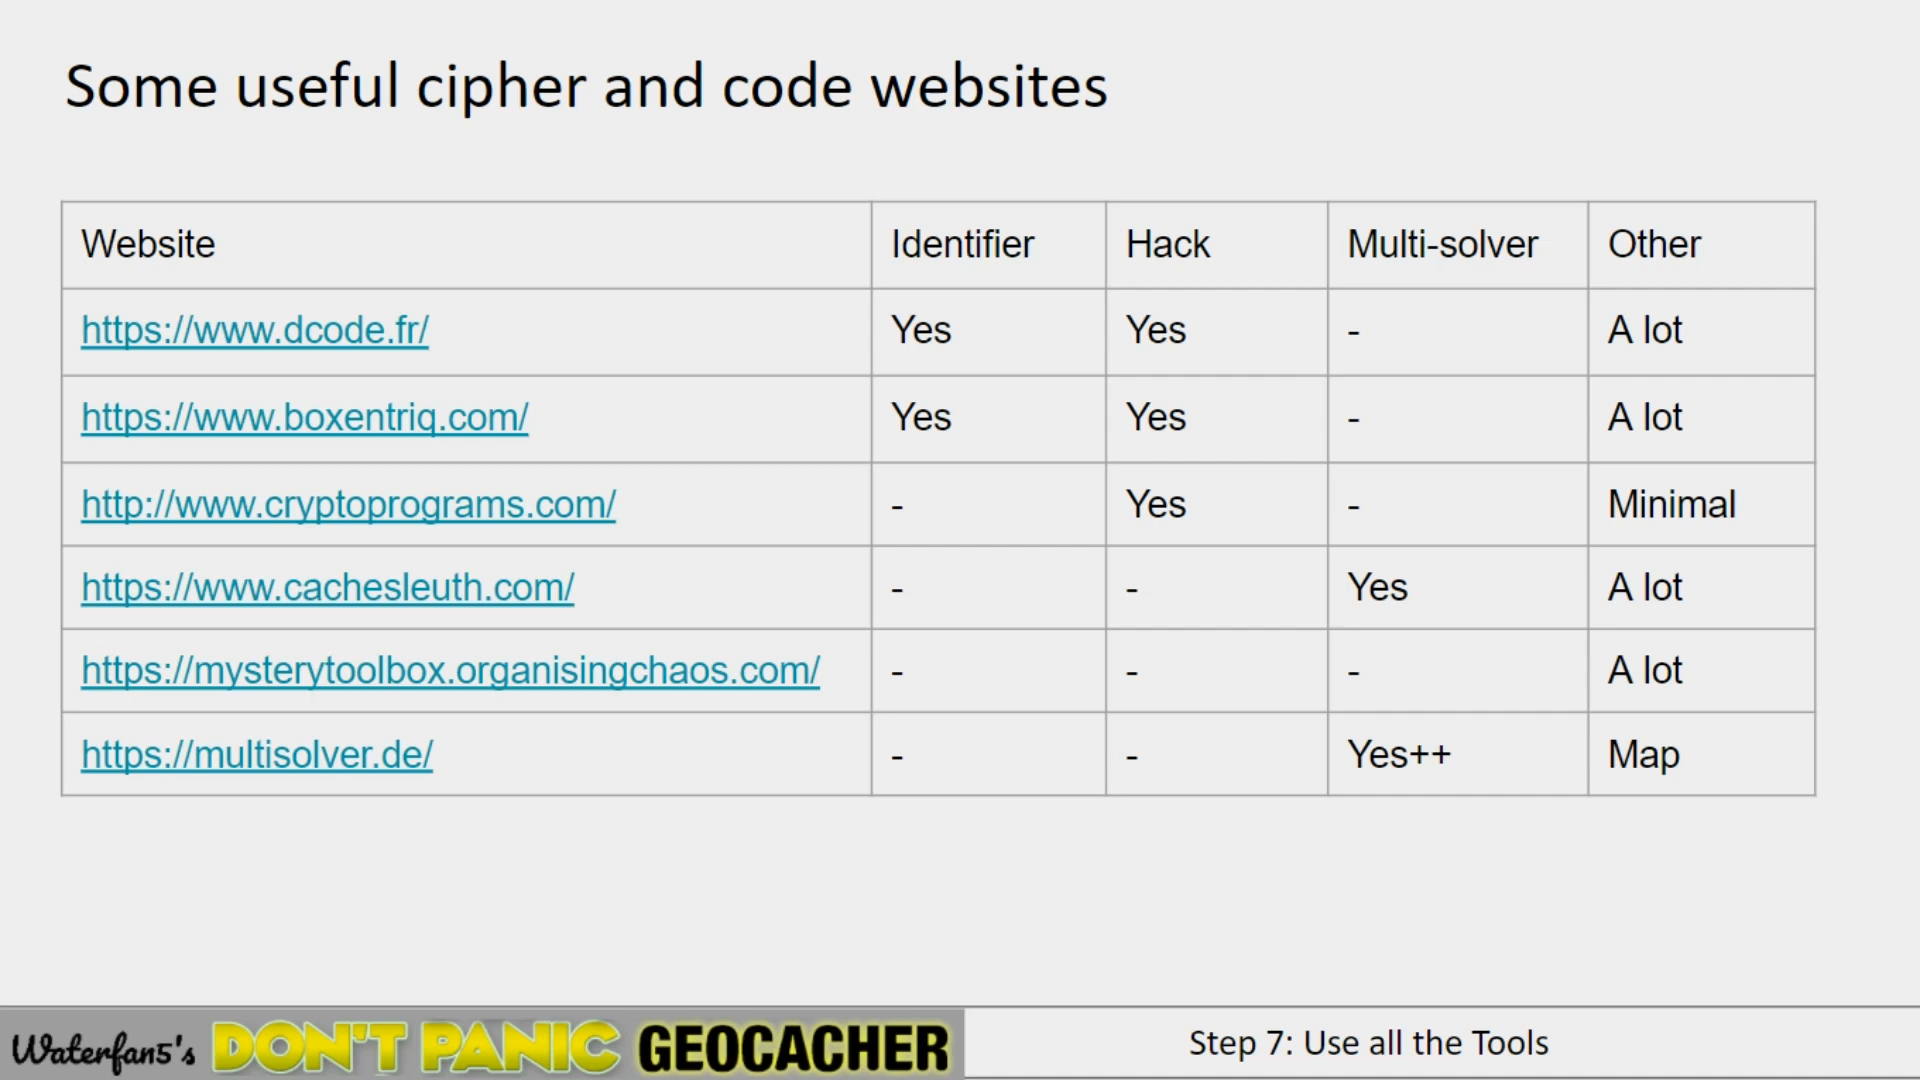 Some useful cipher and code websites
Website Identifier Hack Multi-solver Other
https://www.dcode.fr/ Yes Yes - A lot
https://www.boxentriq.com/ Yes Yes - A lot
http://www.cryptoprograms.com/ - Yes - Minimal
https://www.cachesleuth.com/ - - Yes A lot
https://mysterytoolbox.organisingchaos.com/ - - - A lot
https://multisolver.de/ - - Yes++ Map
Waterfan5's DON'T PANIC GEOCACHER Step 7: Use all the Tools